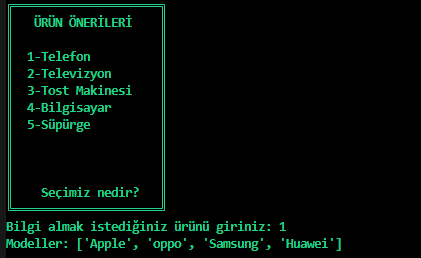 ÜRÜN ÖNERİLERİ
1-Telefon
2-Televizyon
3-Tost Makinesi
4-Bilgisayar
5-Süpürge
Seçimiz nedir?
Bilgi almak istediğiniz ürünü giriniz: 1
Modeller: ['Apple', 'oppo', 'Samsung', 'Huawei']